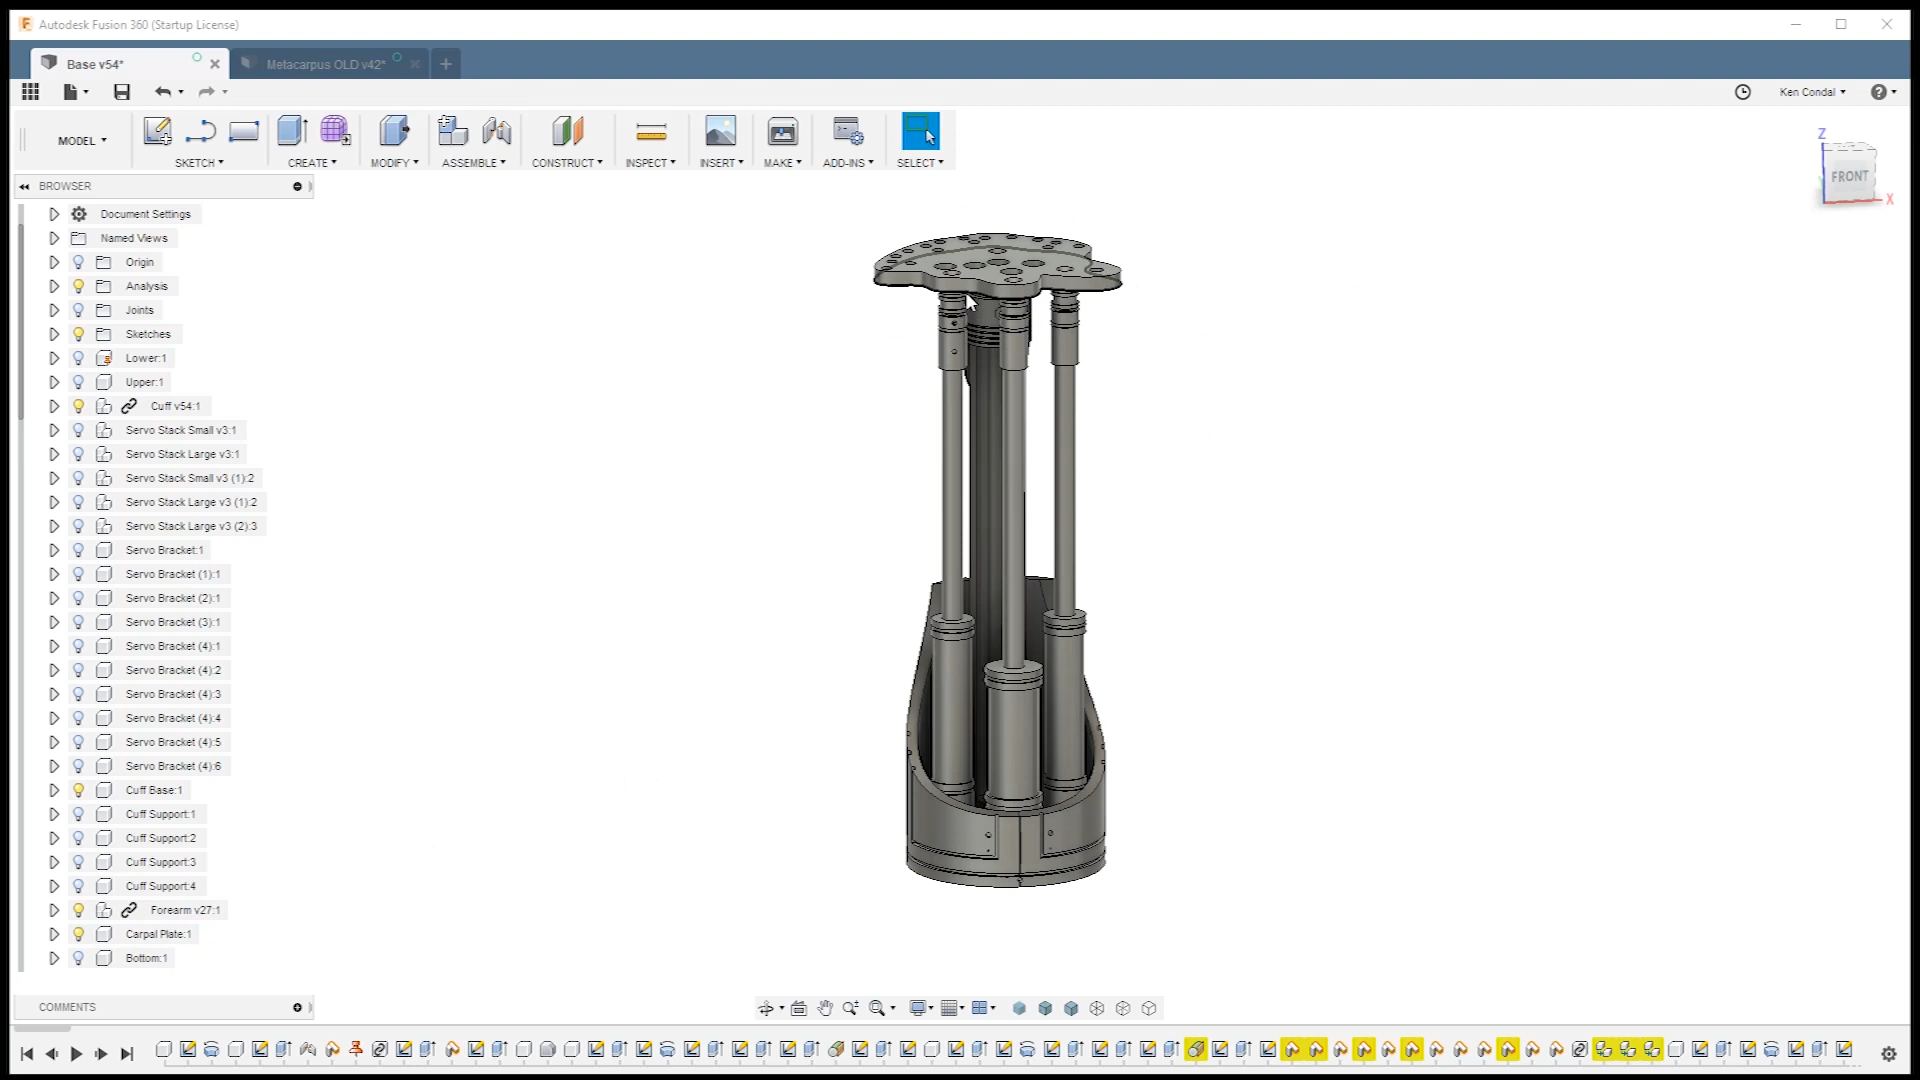 Autodesk Fusion 360 (Startup License)
Base v54*
Metacarpus OLD v42*
Ken Condal
MODEL
SKETCH
CREATE
MODIFY
ASSEMBLE
CONSTRUCT
INSPECT
INSERT
MAKE
ADD-INS
SELECT
Z
FRONT
X
BROWSER
Document Settings
Named Views
Origin
Analysis
Joints
Sketches
Lower:1
Upper:1
Cuff v54:1
Servo Stack Small v3:1
Servo Stack Large v3:1
Servo Stack Small v3 (1):2
Servo Stack Large v3 (1):2
Servo Stack Large v3 (2):3
Servo Bracket:1
Servo Bracket (1):1
Servo Bracket (2):1
Servo Bracket (3):1
Servo Bracket (4):1
Servo Bracket (4):2
Servo Bracket (4):3
Servo Bracket (4):4
Servo Bracket (4):5
Servo Bracket (4):6
Cuff Base:1
Cuff Support:1
Cuff Support:2
Cuff Support:3
Cuff Support:4
Forearm v27:1
Carpal Plate:1
Bottom:1
COMMENTS